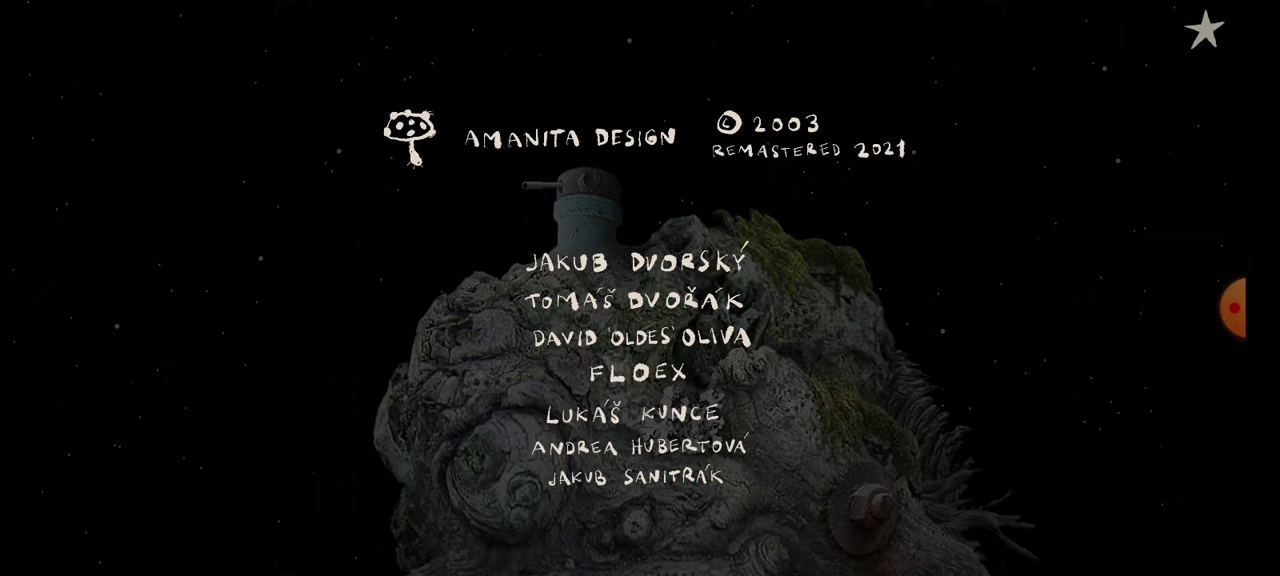 AMANITA DESIGN
© 2003
REMASTERED 2021
JAKUB DVORSKÝ
TOMÁŠ DVOŘÁK
DAVID 'OLDES' OLIVA
FLOEX
LUKÁŠ KUNCE
ANDREA HUBERTOVÁ
JAKUB SANITRÁK